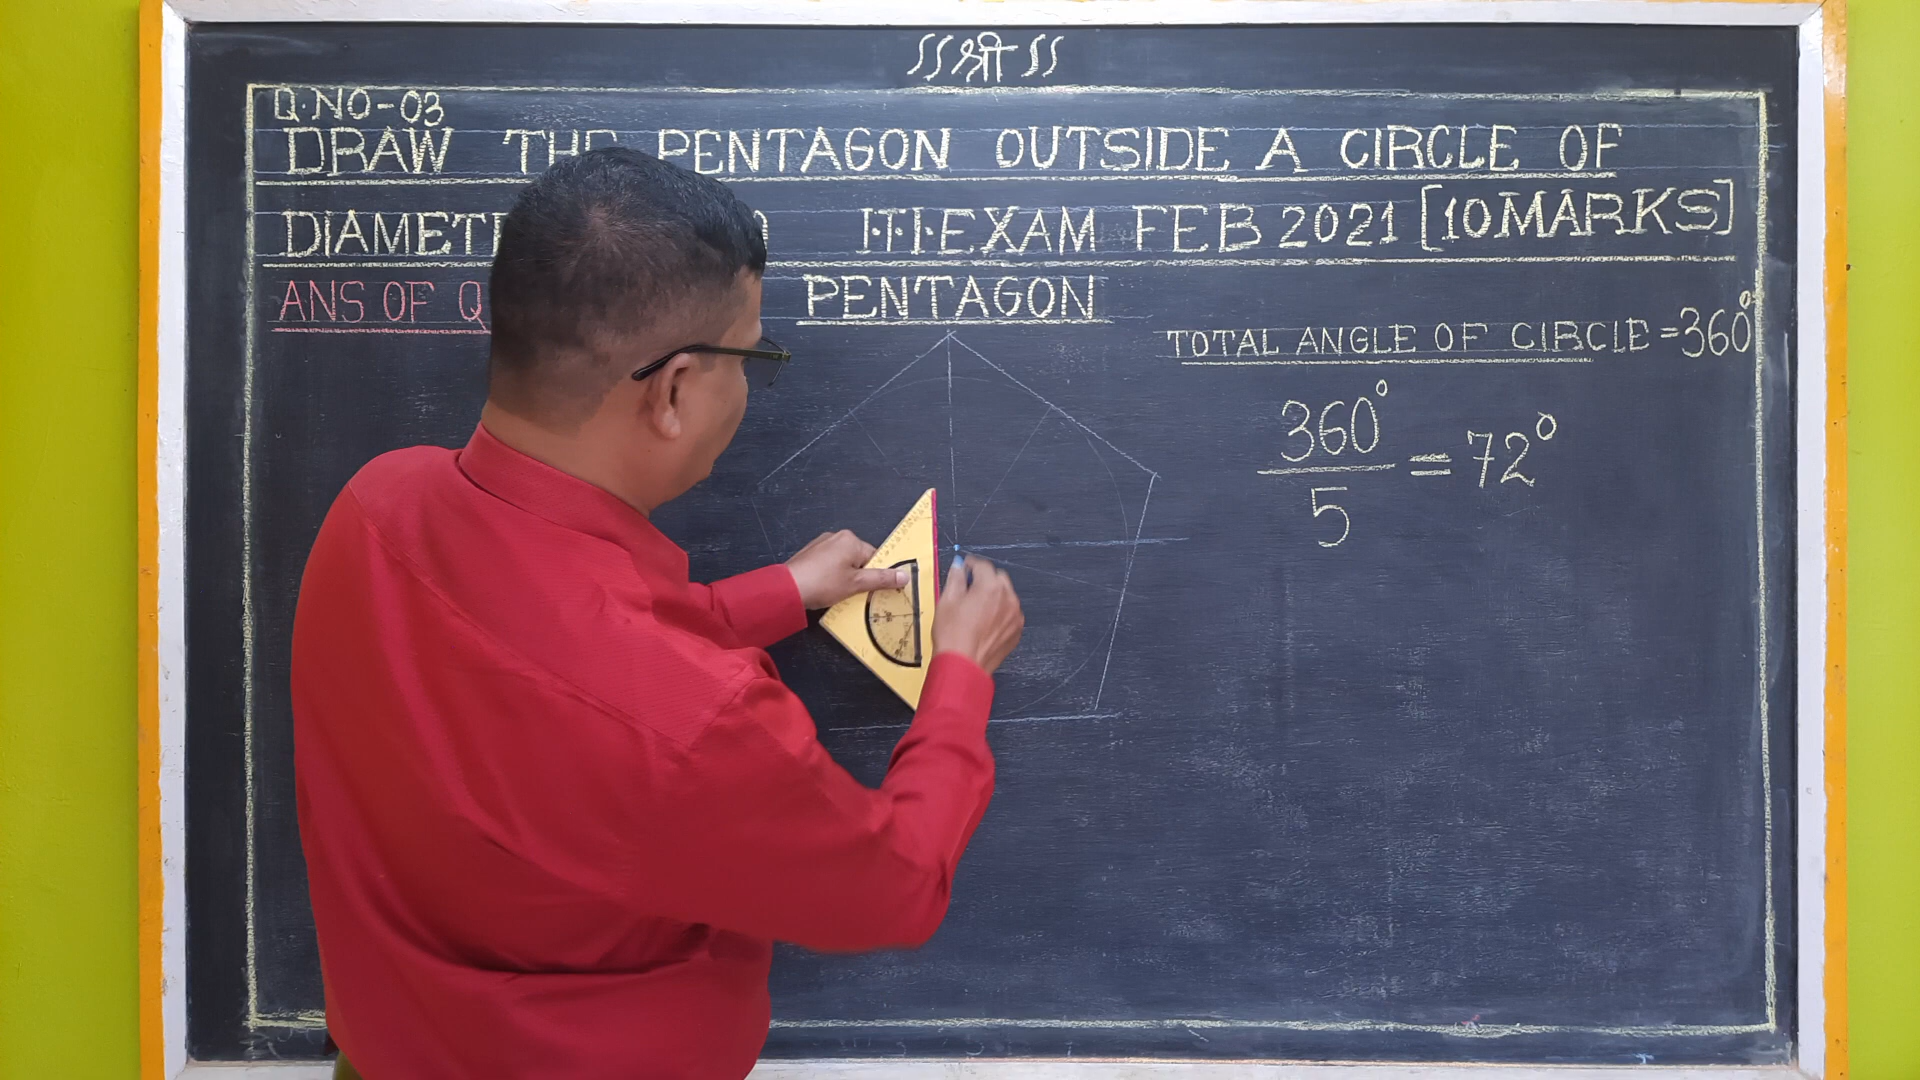 श्री
Q.NO-03
DRAW THE PENTAGON OUTSIDE A CIRCLE OF
I.T.I.EXAM FEB 2021 [10MARKS]
ANS OF Q PENTAGON
TOTAL ANGLE OF CIRCLE =360°
360°
5
=72°